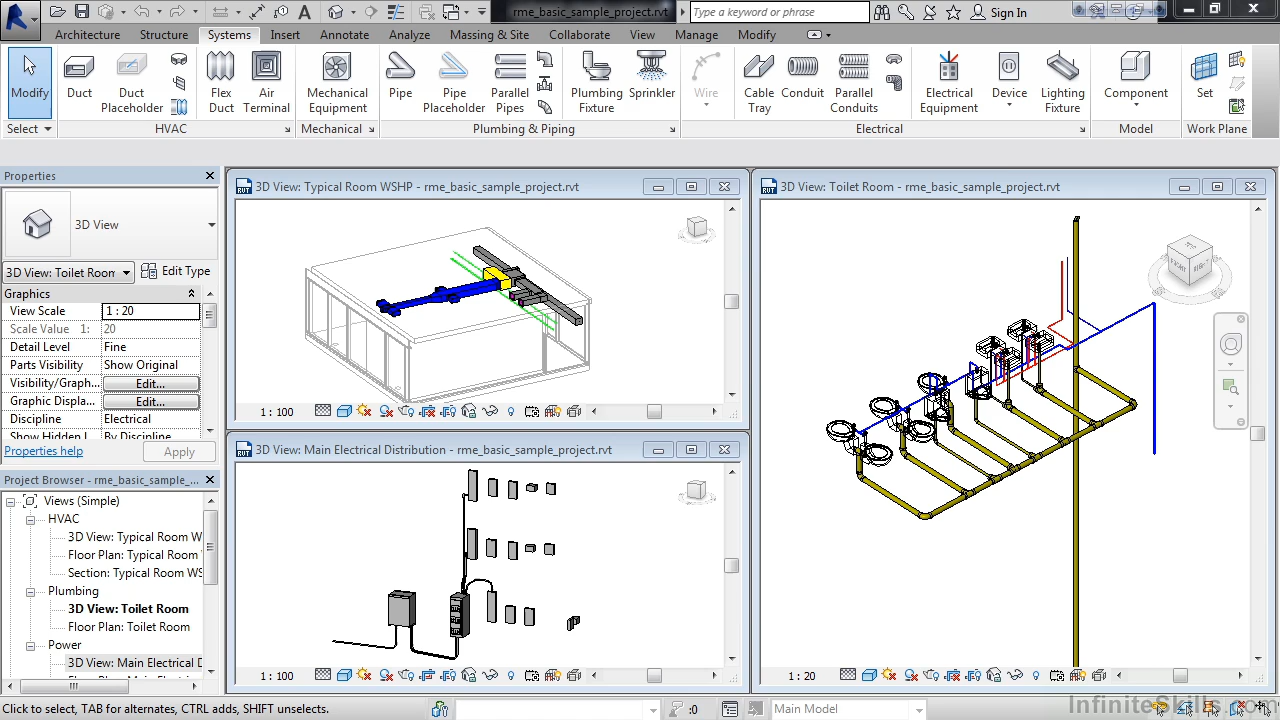 rme_basic_sample_project.rvt
Type a keyword or phrase
Sign In
Architecture Structure Systems Insert Annotate Analyze Massing & Site Collaborate View Manage Modify
Modify
Duct
Duct Placeholder
Flex Duct
Air Terminal
Mechanical Equipment
Pipe
Pipe Placeholder
Parallel Pipes
Plumbing Fixture
Sprinkler
Wire
Cable Tray
Conduit
Parallel Conduits
Electrical Equipment
Device
Lighting Fixture
Component
Set
Select
HVAC
Mechanical
Plumbing & Piping
Electrical
Model
Work Plane
Properties
3D View
3D View: Toilet Room
Edit Type
Graphics
View Scale 1 : 20
Scale Value 1: 20
Detail Level Fine
Parts Visibility Show Original
Visibility/Graph... Edit...
Graphic Displa... Edit...
Discipline Electrical
Show Hidden L By Discipline
Properties help
Apply
Project Browser - rme_basic_sample_...
Views (Simple)
HVAC
3D View: Typical Room W
Floor Plan: Typical Room
Section: Typical Room WS
Plumbing
3D View: Toilet Room
Floor Plan: Toilet Room
Power
3D View: Main Electrical D
3D View: Typical Room WSHP - rme_basic_sample_project.rvt
1 : 100
3D View: Main Electrical Distribution - rme_basic_sample_project.rvt
1 : 100
3D View: Toilet Room - rme_basic_sample_project.rvt
FRONT
RIGHT
1 : 20
Click to select, TAB for alternates, CTRL adds, SHIFT unselects.
:0
Main Model
InfiniteSkills.com